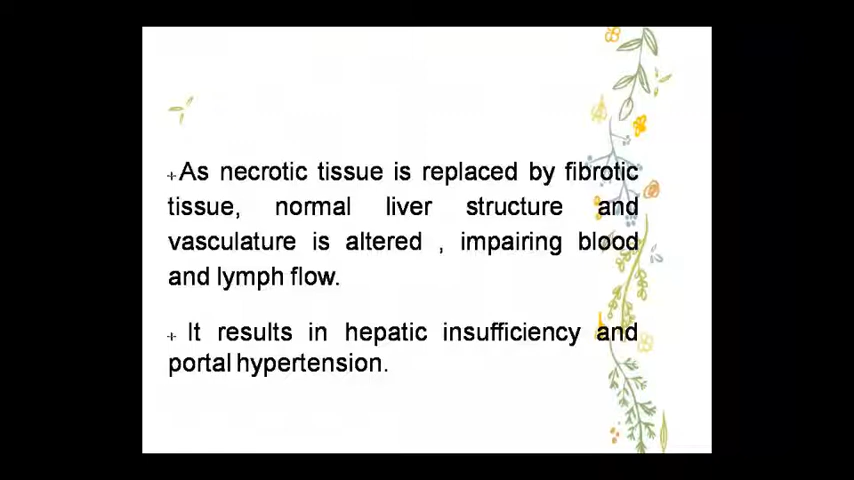 +As necrotic tissue is replaced by fibrotic
tissue, normal liver structure and
vasculature is altered , impairing blood
and lymph flow.
+ It results in hepatic insufficiency and
portal hypertension.